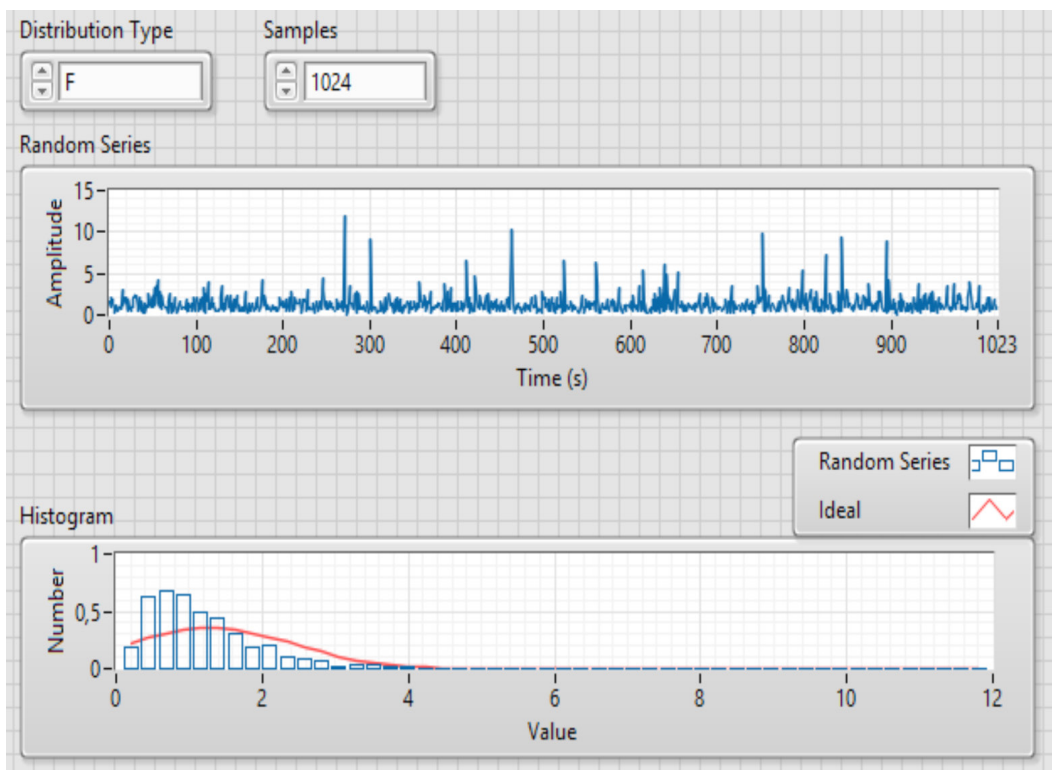 Distribution Type Samples
F 1024
Random Series
15
10
5
0
Amplitude
0 100 200 300 400 500 600 700 800 900 1023
Time (s)
Random Series
Ideal
Histogram
1
0,5
0
Number
0 2 4 6 8 10 12
Value